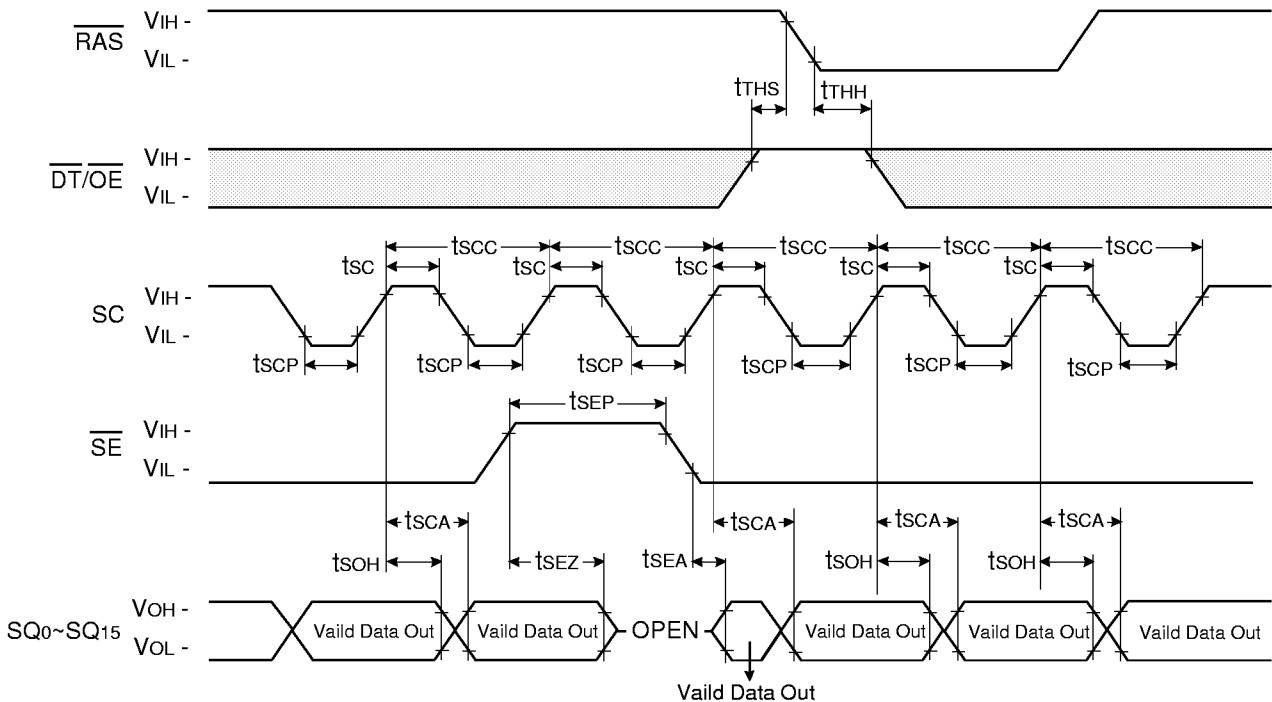 RAS
VIH -
VIL -
tTHS tTHH
DT/OE
VIH -
VIL -
tSCC tSCC tSCC tSCC tSCC
tSC tSC tSC tSC tSC
SC
VIH -
VIL -
tSCP tSCP tSCP tSCP tSCP tSCP
tSEP
SE
VIH -
VIL -
tSCA tSCA tSCA tSCA
tSOH tSEZ tSEA tSOH tSOH
SQ0~SQ15
VOH -
VOL -
Vaild Data Out Vaild Data Out OPEN Vaild Data Out Vaild Data Out Vaild Data Out
Vaild Data Out